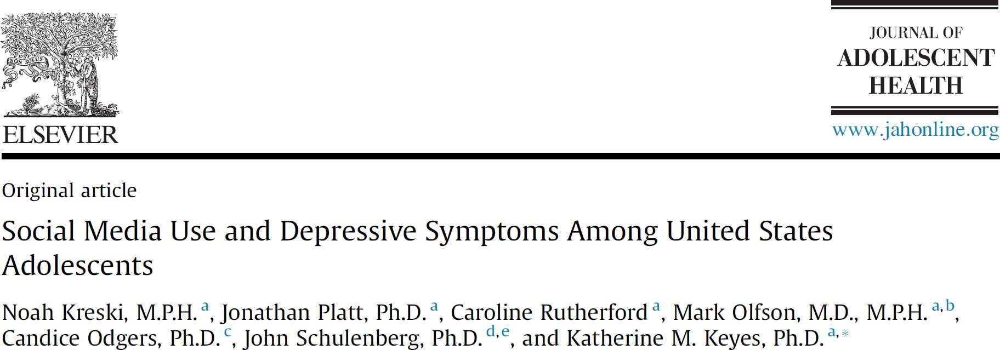 NON SOLUS
ELSEVIER
JOURNAL OF
ADOLESCENT
HEALTH
www.jahonline.org
Original article
Social Media Use and Depressive Symptoms Among United States
Adolescents
Noah Kreski, M.P.H. a, Jonathan Platt, Ph.D. a, Caroline Rutherford a, Mark Olfson, M.D., M.P.H. a,b,
Candice Odgers, Ph.D. c, John Schulenberg, Ph.D. d,e, and Katherine M. Keyes, Ph.D. a,*